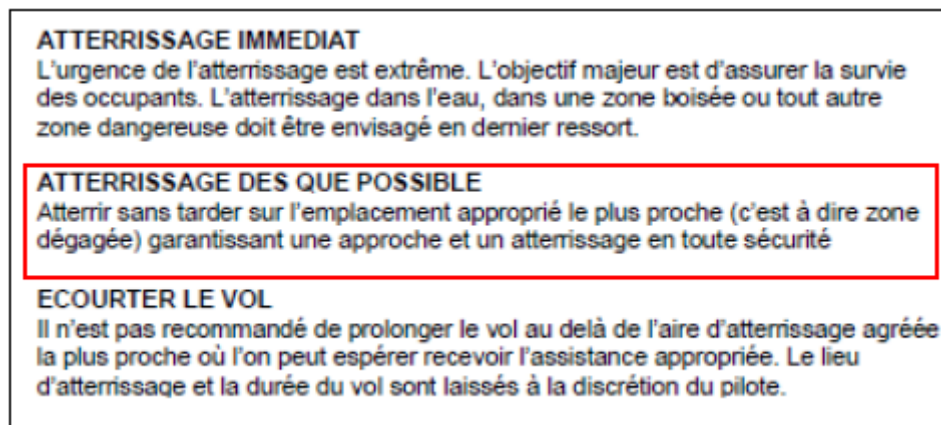 ATTERRISSAGE IMMEDIAT
L'urgence de l'atterrissage est extrême. L'objectif majeur est d'assurer la survie
des occupants. L'atterrissage dans l'eau, dans une zone boisée ou tout autre
zone dangereuse doit être envisagé en dernier ressort.
ATTERRISSAGE DES QUE POSSIBLE
Atterrir sans tarder sur l'emplacement approprié le plus proche (c'est à dire zone
dégagée) garantissant une approche et un atterrissage en toute sécurité
ECOURTER LE VOL
Il n'est pas recommandé de prolonger le vol au delà de l'aire d'atterrissage agréée
la plus proche où l'on peut espérer recevoir l'assistance appropriée. Le lieu
d'atterrissage et la durée du vol sont laissés à la discrétion du pilote.